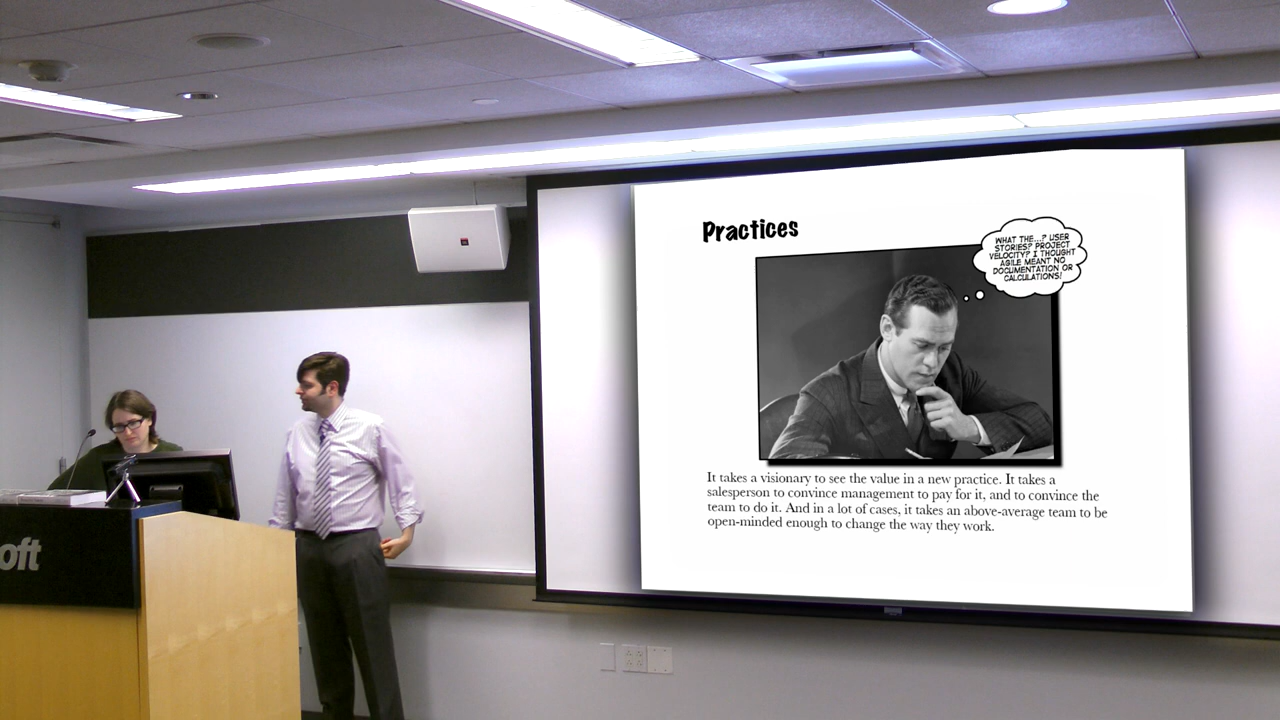 Practices
WHAT THE...? USER
STORIES? PROJECT
VELOCITY? I THOUGHT
AGILE MEANT NO
DOCUMENTATION OR
CALCULATIONS!
It takes a visionary to see the value in a new practice. It takes a
salesperson to convince management to pay for it, and to convince the
team to do it. And in a lot of cases, it takes an above-average team to be
open-minded enough to change the way they work.
oft